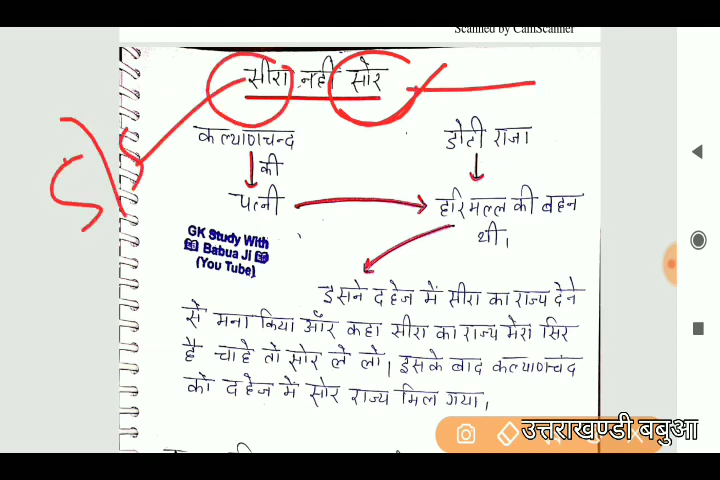 Scanned by CamScanner
सीरा नहीं सोर
कल्याणचन्द
डोटी राजा
की
पत्नी
हरिमल्ल की बहन
थी।
GK Study With
Babua Ji
(You Tube)
इसने दहेज में सीरा का राज्य देने
से मना किया और कहा सीरा का राज्य मेरा सिर
है चाहे तो सोर ले लो। इसके बाद कल्याणचंद
को दहेज में सोर राज्य मिल गया।
उत्तराखण्डी बबुआ